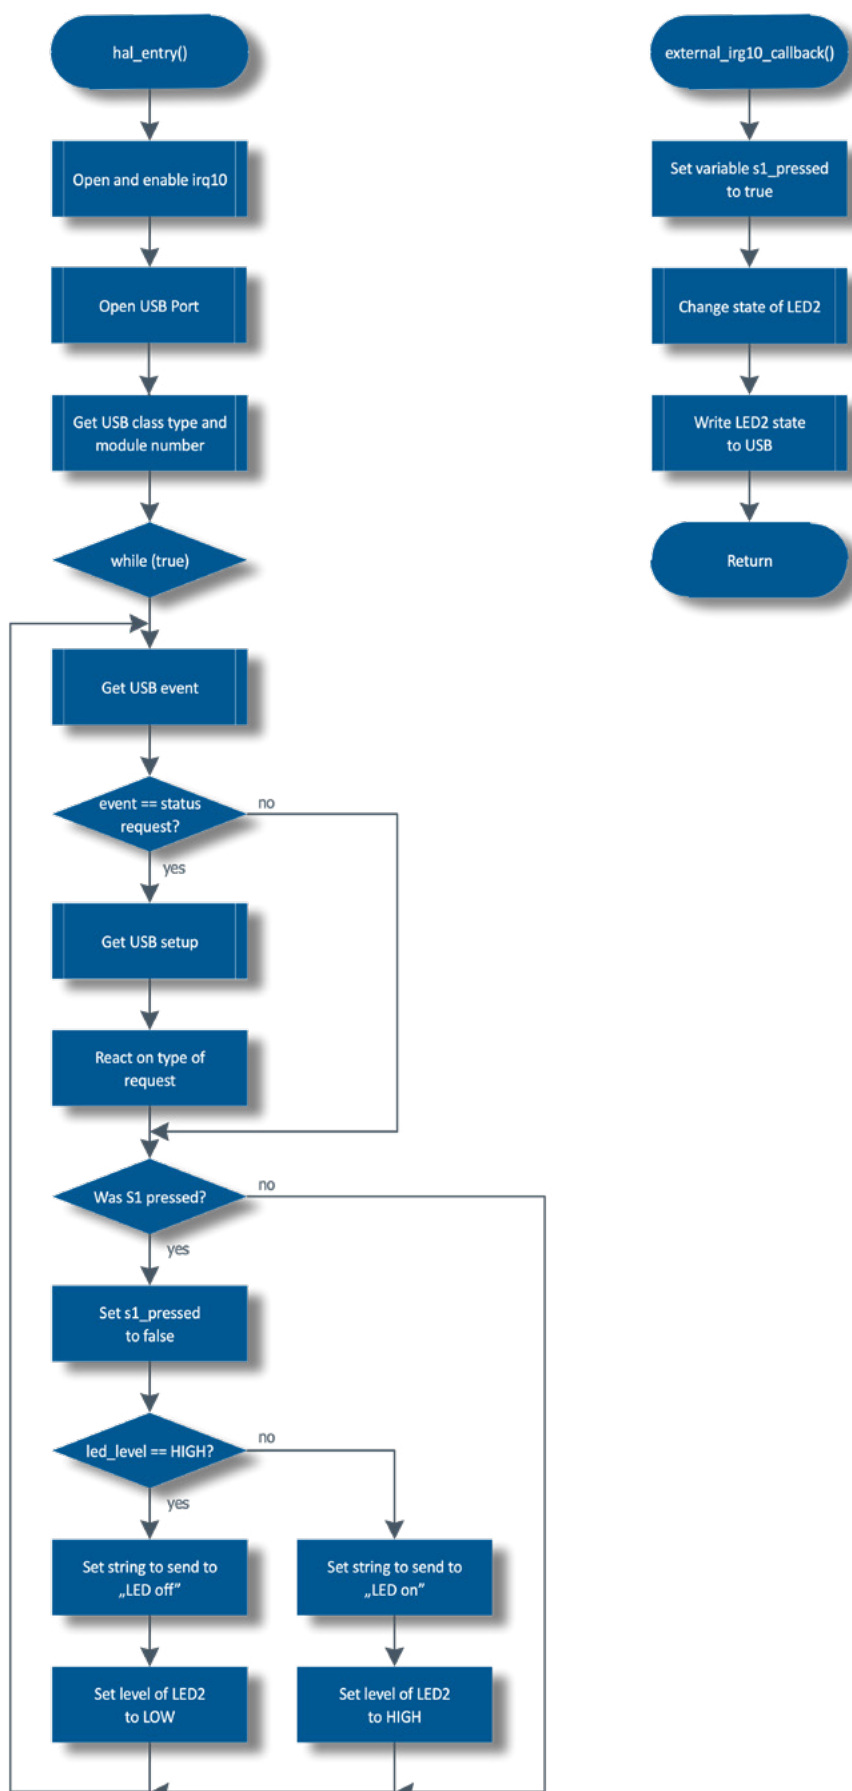 hal_entry()
Open and enable irq10
Open USB Port
Get USB class type and
module number
while (true)
Get USB event
event == status
request?
no
yes
Get USB setup
React on type of
request
Was S1 pressed?
no
yes
Set s1_pressed
to false
led_level == HIGH?
no
yes
Set string to send to
„LED off”
Set string to send to
„LED on”
Set level of LED2
to LOW
Set level of LED2
to HIGH
external_irg10_callback()
Set variable s1_pressed
to true
Change state of LED2
Write LED2 state
to USB
Return